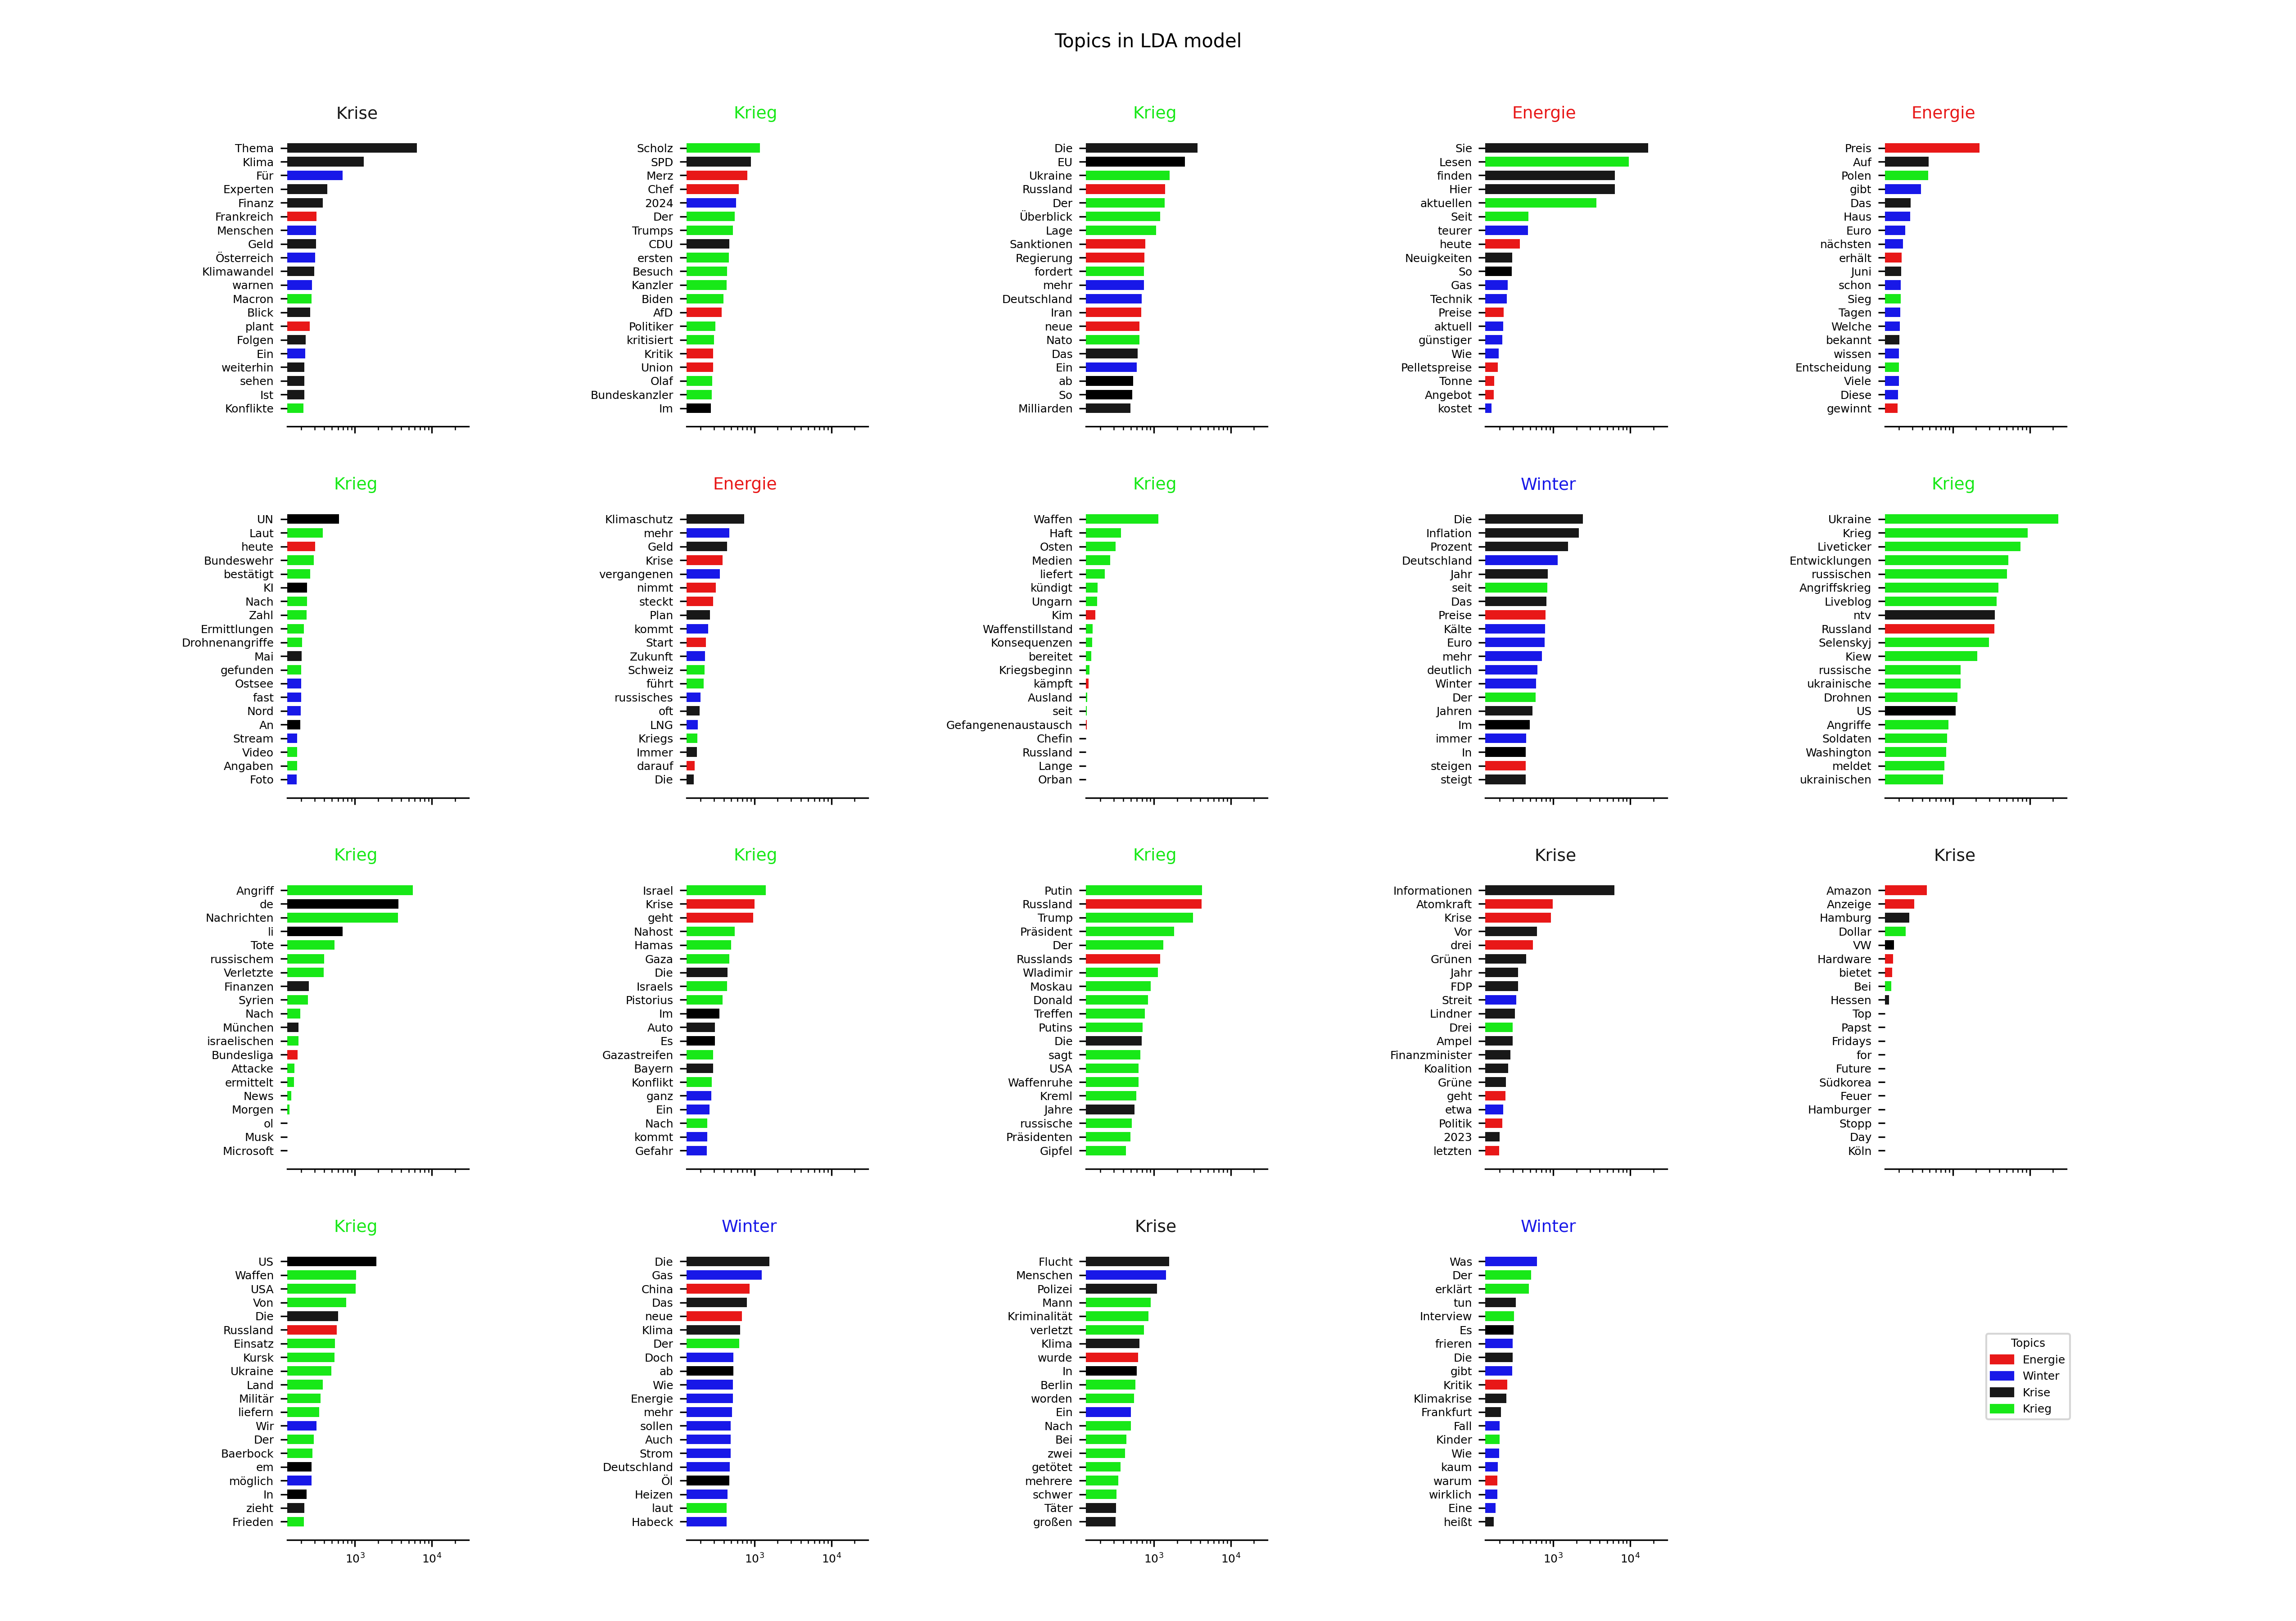 Topics in LDA model
Krise
Thema
Klima
Für
Experten
Finanz
Frankreich
Menschen
Geld
Österreich
Klimawandel
warnen
Macron
Blick
plant
Folgen
Ein
weiterhin
sehen
Ist
Konflikte
Krieg
Scholz
SPD
Merz
Chef
2024
Der
Trumps
CDU
ersten
Besuch
Kanzler
Biden
AfD
Politiker
kritisiert
Kritik
Union
Olaf
Bundeskanzler
Im
Krieg
Die
EU
Ukraine
Russland
Der
Überblick
Lage
Sanktionen
Regierung
fordert
mehr
Deutschland
Iran
neue
Nato
Das
Ein
ab
So
Milliarden
Energie
Sie
Lesen
finden
Hier
aktuellen
Seit
teurer
heute
Neuigkeiten
So
Gas
Technik
Preise
aktuell
günstiger
Wie
Pelletspreise
Tonne
Angebot
kostet
Energie
Preis
Auf
Polen
gibt
Das
Haus
Euro
nächsten
erhält
Juni
schon
Sieg
Tagen
Welche
bekannt
wissen
Entscheidung
Viele
Diese
gewinnt
Krieg
UN
Laut
heute
Bundeswehr
bestätigt
KI
Nach
Zahl
Ermittlungen
Drohnenangriffe
Mai
gefunden
Ostsee
fast
Nord
An
Stream
Video
Angaben
Foto
Energie
Klimaschutz
mehr
Geld
Krise
vergangenen
nimmt
steckt
Plan
kommt
Start
Zukunft
Schweiz
führt
russisches
oft
LNG
Kriegs
Immer
darauf
Die
Krieg
Waffen
Haft
Osten
Medien
liefert
kündigt
Ungarn
Kim
Waffenstillstand
Konsequenzen
bereitet
Kriegsbeginn
kämpft
Ausland
seit
Gefangenenaustausch
Chefin
Russland
Lange
Orban
Winter
Die
Inflation
Prozent
Deutschland
Jahr
seit
Das
Preise
Kälte
Euro
mehr
deutlich
Winter
Der
Jahren
Im
immer
In
steigen
steigt
Krieg
Ukraine
Krieg
Liveticker
Entwicklungen
russischen
Angriffskrieg
Liveblog
ntv
Russland
Selenskyj
Kiew
russische
ukrainische
Drohnen
US
Angriffe
Soldaten
Washington
meldet
ukrainischen
Krieg
Angriff
de
Nachrichten
li
Tote
russischem
Verletzte
Finanzen
Syrien
Nach
München
israelischen
Bundesliga
Attacke
ermittelt
News
Morgen
ol
Musk
Microsoft
Krieg
Israel
Krise
geht
Nahost
Hamas
Gaza
Die
Israels
Pistorius
Im
Auto
Es
Gazastreifen
Bayern
Konflikt
ganz
Ein
Nach
kommt
Gefahr
Krieg
Putin
Russland
Trump
Präsident
Der
Russlands
Wladimir
Moskau
Donald
Treffen
Putins
Die
sagt
USA
Waffenruhe
Kreml
Jahre
russische
Präsidenten
Gipfel
Krise
Informationen
Atomkraft
Krise
Vor
drei
Grünen
Jahr
FDP
Streit
Lindner
Drei
Ampel
Finanzminister
Koalition
Grüne
geht
etwa
Politik
2023
letzten
Krise
Amazon
Anzeige
Hamburg
Dollar
VW
Hardware
bietet
Bei
Hessen
Top
Papst
Fridays
for
Future
Südkorea
Feuer
Hamburger
Stopp
Day
Köln
Krieg
US
Waffen
USA
Von
Die
Russland
Einsatz
Kursk
Ukraine
Land
Militär
liefern
Wir
Der
Baerbock
em
möglich
In
zieht
Frieden
10³ 10⁴
Winter
Die
Gas
China
Das
neue
Klima
Der
Doch
ab
Wie
Energie
mehr
sollen
Auch
Strom
Deutschland
Öl
Heizen
laut
Habeck
10³ 10⁴
Krise
Flucht
Menschen
Polizei
Mann
Kriminalität
verletzt
Klima
wurde
In
Berlin
worden
Ein
Nach
Bei
zwei
getötet
mehrere
schwer
Täter
großen
10³ 10⁴
Winter
Was
Der
erklärt
tun
Interview
Es
frieren
Die
gibt
Kritik
Klimakrise
Frankfurt
Fall
Kinder
Wie
kaum
warum
wirklich
Eine
heißt
10³ 10⁴
Topics
Energie
Winter
Krise
Krieg